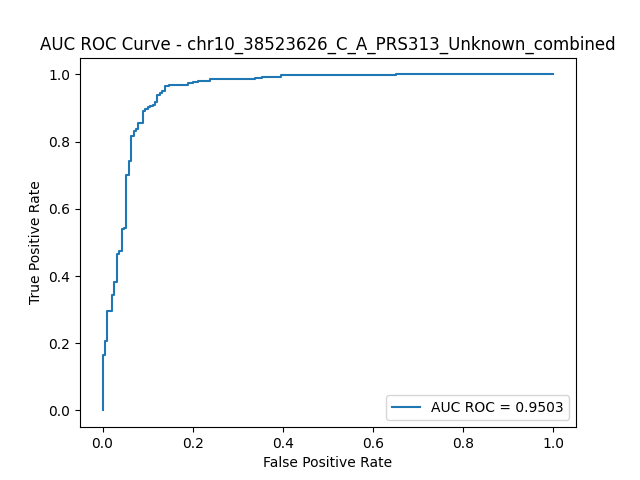 AUC ROC Curve - chr10_38523626_C_A_PRS313_Unknown_combined
1.0
0.8
0.6
0.4
0.2
0.0
True Positive Rate
AUC ROC = 0.9503
0.0 0.2 0.4 0.6 0.8 1.0
False Positive Rate